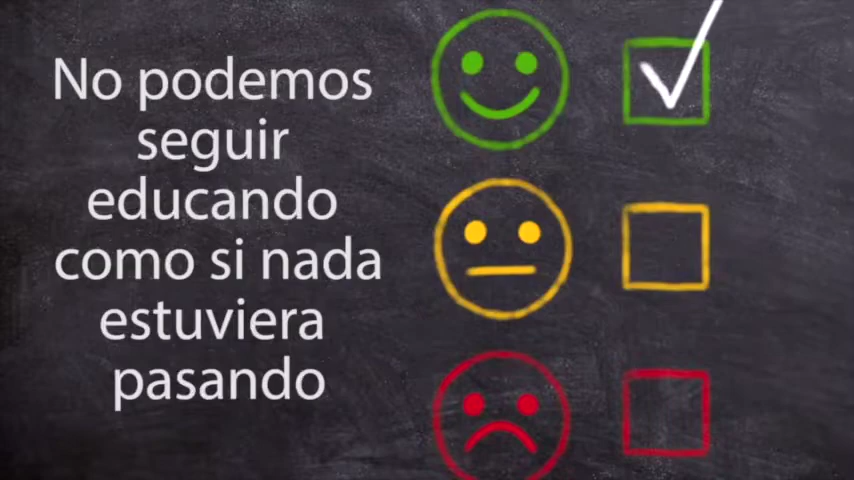 No podemos
seguir
educando
como si nada
estuviera
pasando